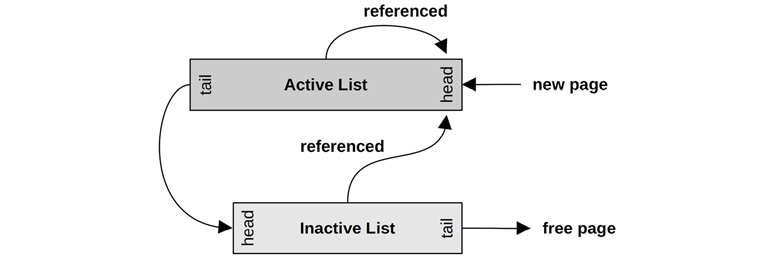 referenced
tail
Active List
head
new page
referenced
head
Inactive List
tail
free page